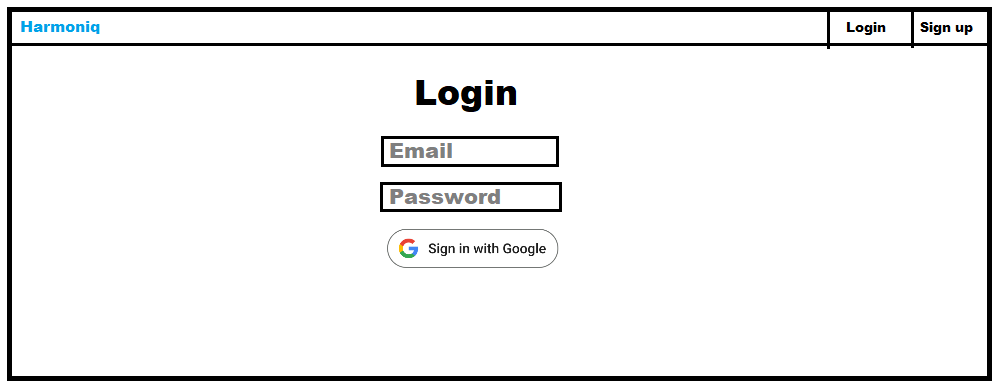 Harmoniq
Login
Sign up
Login
Email
Password
Sign in with Google